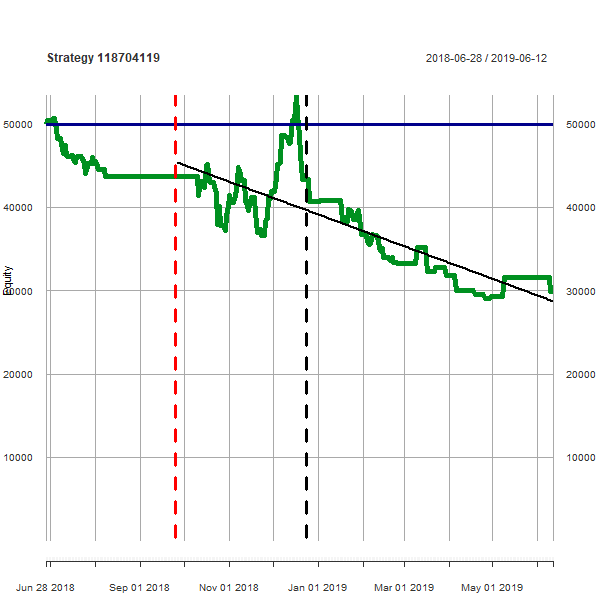 Strategy 118704119
2018-06-28 / 2019-06-12
50000 50000
40000 40000
Equity
30000 30000
20000 20000
10000 10000
Jun 28 2018 Sep 01 2018 Nov 01 2018 Jan 01 2019 Mar 01 2019 May 01 2019